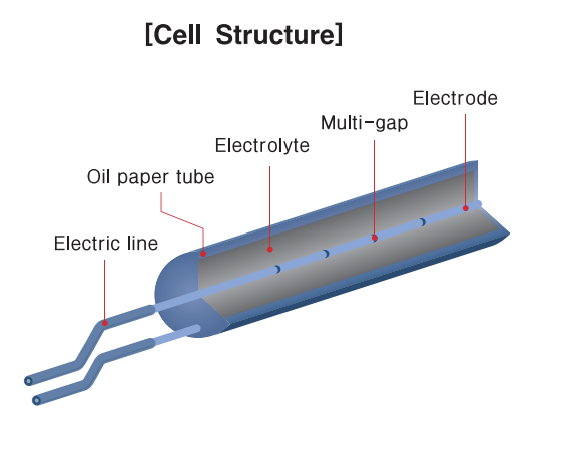 [Cell Structure]
Electrode
Multi-gap
Electrolyte
Oil paper tube
Electric line